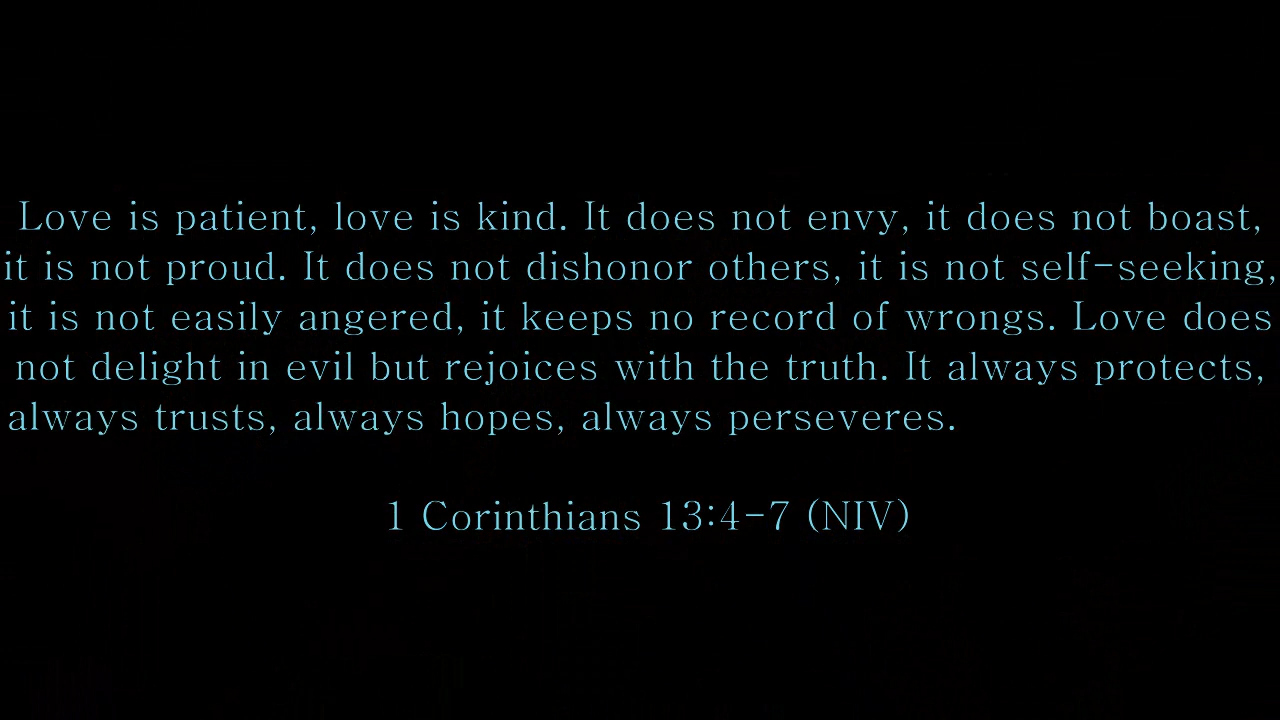 Love is patient, love is kind. It does not envy, it does not boast,
it is not proud. It does not dishonor others, it is not self-seeking,
it is not easily angered, it keeps no record of wrongs. Love does
not delight in evil but rejoices with the truth. It always protects,
always trusts, always hopes, always perseveres.
1 Corinthians 13:4-7 (NIV)